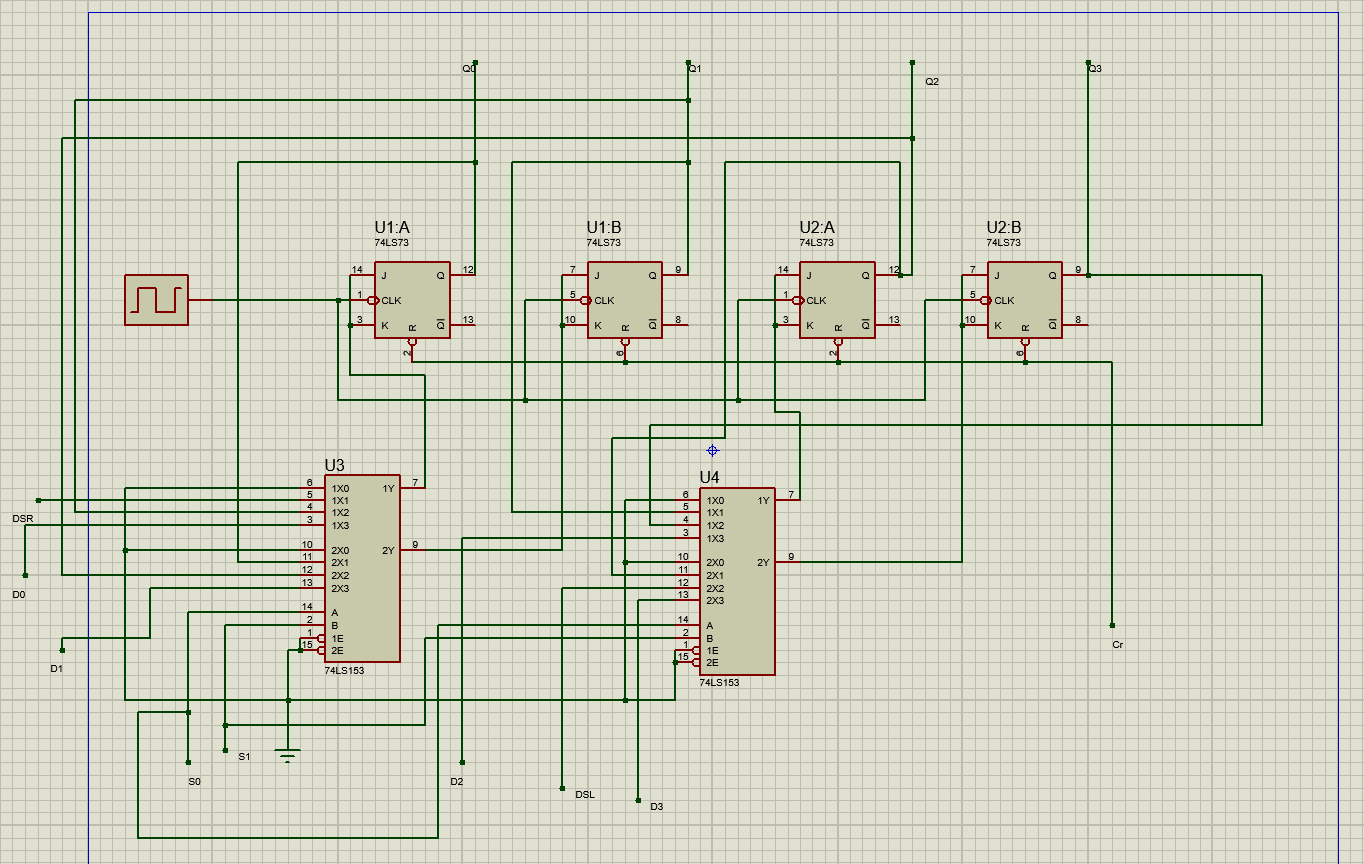 Q0
Q1
Q2
Q3
U1:A
74LS73
U1:B
74LS73
U2:A
74LS73
U2:B
74LS73
14 J Q 12
1 CLK
3 K Q 13
R
2
7 J Q 9
5 CLK
10 K Q 8
R
6
14 J Q 12
1 CLK
3 K Q 13
R
2
7 J Q 9
5 CLK
10 K Q 8
R
6
U3
6 1X0 1Y 7
5 1X1
4 1X2
3 1X3
10 2X0 2Y 9
11 2X1
12 2X2
13 2X3
14 A
2 B
1 1E
15 2E
74LS153
U4
6 1X0 1Y 7
5 1X1
4 1X2
3 1X3
10 2X0 2Y 9
11 2X1
12 2X2
13 2X3
14 A
2 B
1 1E
15 2E
74LS153
DSR
D0
D1
S0
S1
D2
DSL
D3
Cr